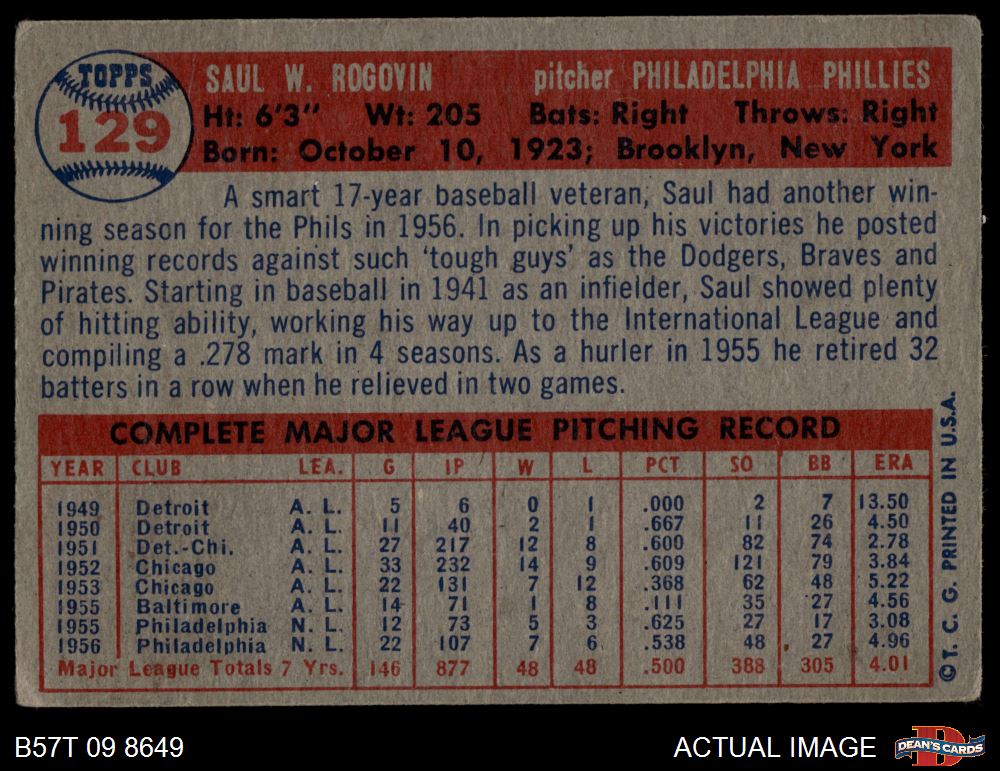 TOPPS
129
SAUL W. ROGOVIN pitcher PHILADELPHIA PHILLIES
Ht: 6'3" Wt: 205 Bats: Right Throws: Right
Born: October 10, 1923; Brooklyn, New York
A smart 17-year baseball veteran, Saul had another win-
ning season for the Phils in 1956. In picking up his victories he posted
winning records against such 'tough guys' as the Dodgers, Braves and
Pirates. Starting in baseball in 1941 as an infielder, Saul showed plenty
of hitting ability, working his way up to the International League and
compiling a .278 mark in 4 seasons. As a hurler in 1955 he retired 32
batters in a row when he relieved in two games.
COMPLETE MAJOR LEAGUE PITCHING RECORD
YEAR CLUB LEA. G IP W L PCT SO BB ERA
1949 Detroit A. L. 5 6 0 1 .000 2 7 13.50
1950 Detroit A. L. 11 40 2 1 .667 11 26 4.50
1951 Det.-Chi. A. L. 27 217 12 8 .600 82 74 2.78
1952 Chicago A. L. 33 232 14 9 .609 121 79 3.84
1953 Chicago A. L. 22 131 7 12 .368 62 48 5.22
1955 Baltimore A. L. 14 71 1 8 .111 35 27 4.56
1955 Philadelphia N. L. 12 73 5 3 .625 27 17 3.08
1956 Philadelphia N. L. 22 107 7 6 .538 48 27 4.96
Major League Totals 7 Yrs. 146 877 48 48 .500 388 305 4.01
© T. C. G. PRINTED IN U.S.A.
B57T 09 8649
ACTUAL IMAGE
DEAN'S CARDS